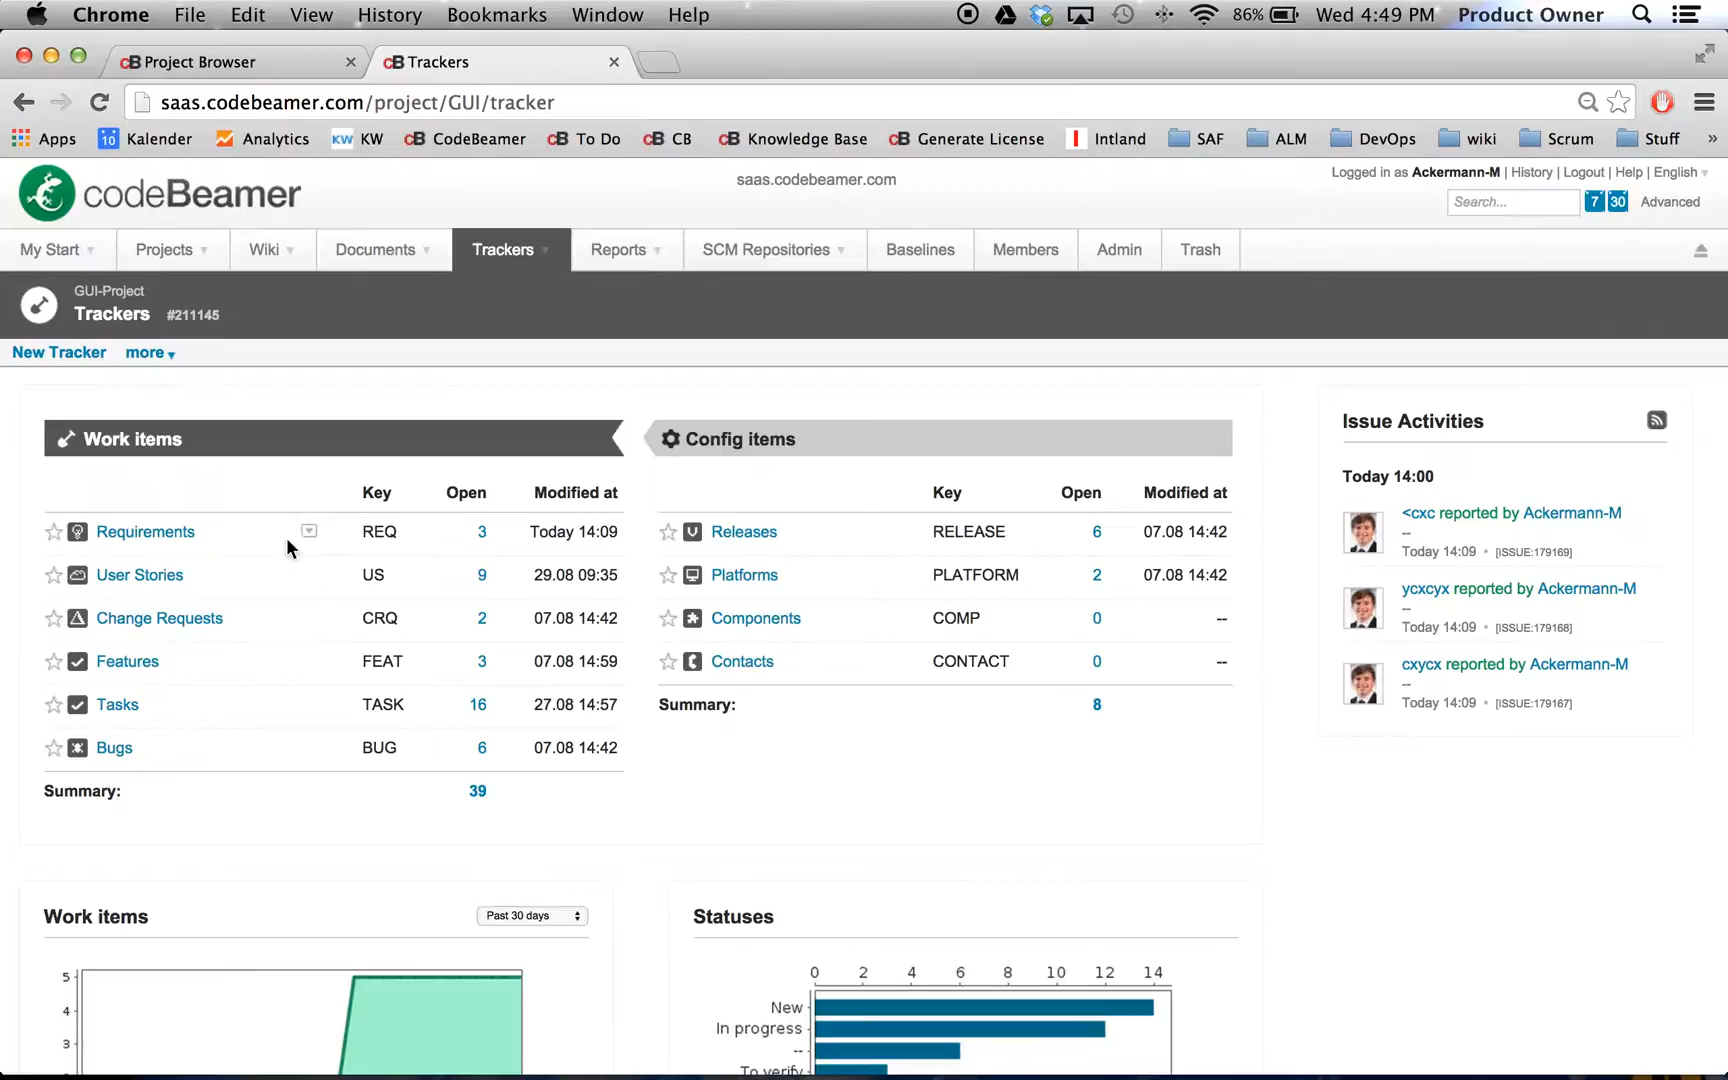 Chrome File Edit View History Bookmarks Window Help 86% Wed 4:49 PM Product Owner
cB Project Browser × cB Trackers ×
saas.codebeamer.com/project/GUI/tracker
Apps 10 Kalender Analytics KW KW cB CodeBeamer cB To Do cB CB cB Knowledge Base cB Generate License Intland SAF ALM DevOps wiki Scrum Stuff »
codeBeamer
saas.codebeamer.com
Logged in as Ackermann-M | History | Logout | Help | English
Search... 7 30 Advanced
My Start Projects Wiki Documents Trackers Reports SCM Repositories Baselines Members Admin Trash
GUI-Project
Trackers #211145
New Tracker more
Work items
Key Open Modified at
Requirements REQ 3 Today 14:09
User Stories US 9 29.08 09:35
Change Requests CRQ 2 07.08 14:42
Features FEAT 3 07.08 14:59
Tasks TASK 16 27.08 14:57
Bugs BUG 6 07.08 14:42
Summary: 39
Config items
Key Open Modified at
Releases RELEASE 6 07.08 14:42
Platforms PLATFORM 2 07.08 14:42
Components COMP 0 --
Contacts CONTACT 0 --
Summary: 8
Issue Activities
Today 14:00
<cxc reported by Ackermann-M
--
Today 14:09 • [ISSUE:179169]
ycxcyx reported by Ackermann-M
--
Today 14:09 • [ISSUE:179168]
cxycx reported by Ackermann-M
--
Today 14:09 • [ISSUE:179167]
Work items Past 30 days
5
4
3
Statuses
0 2 4 6 8 10 12 14
New
In progress
--
To verify